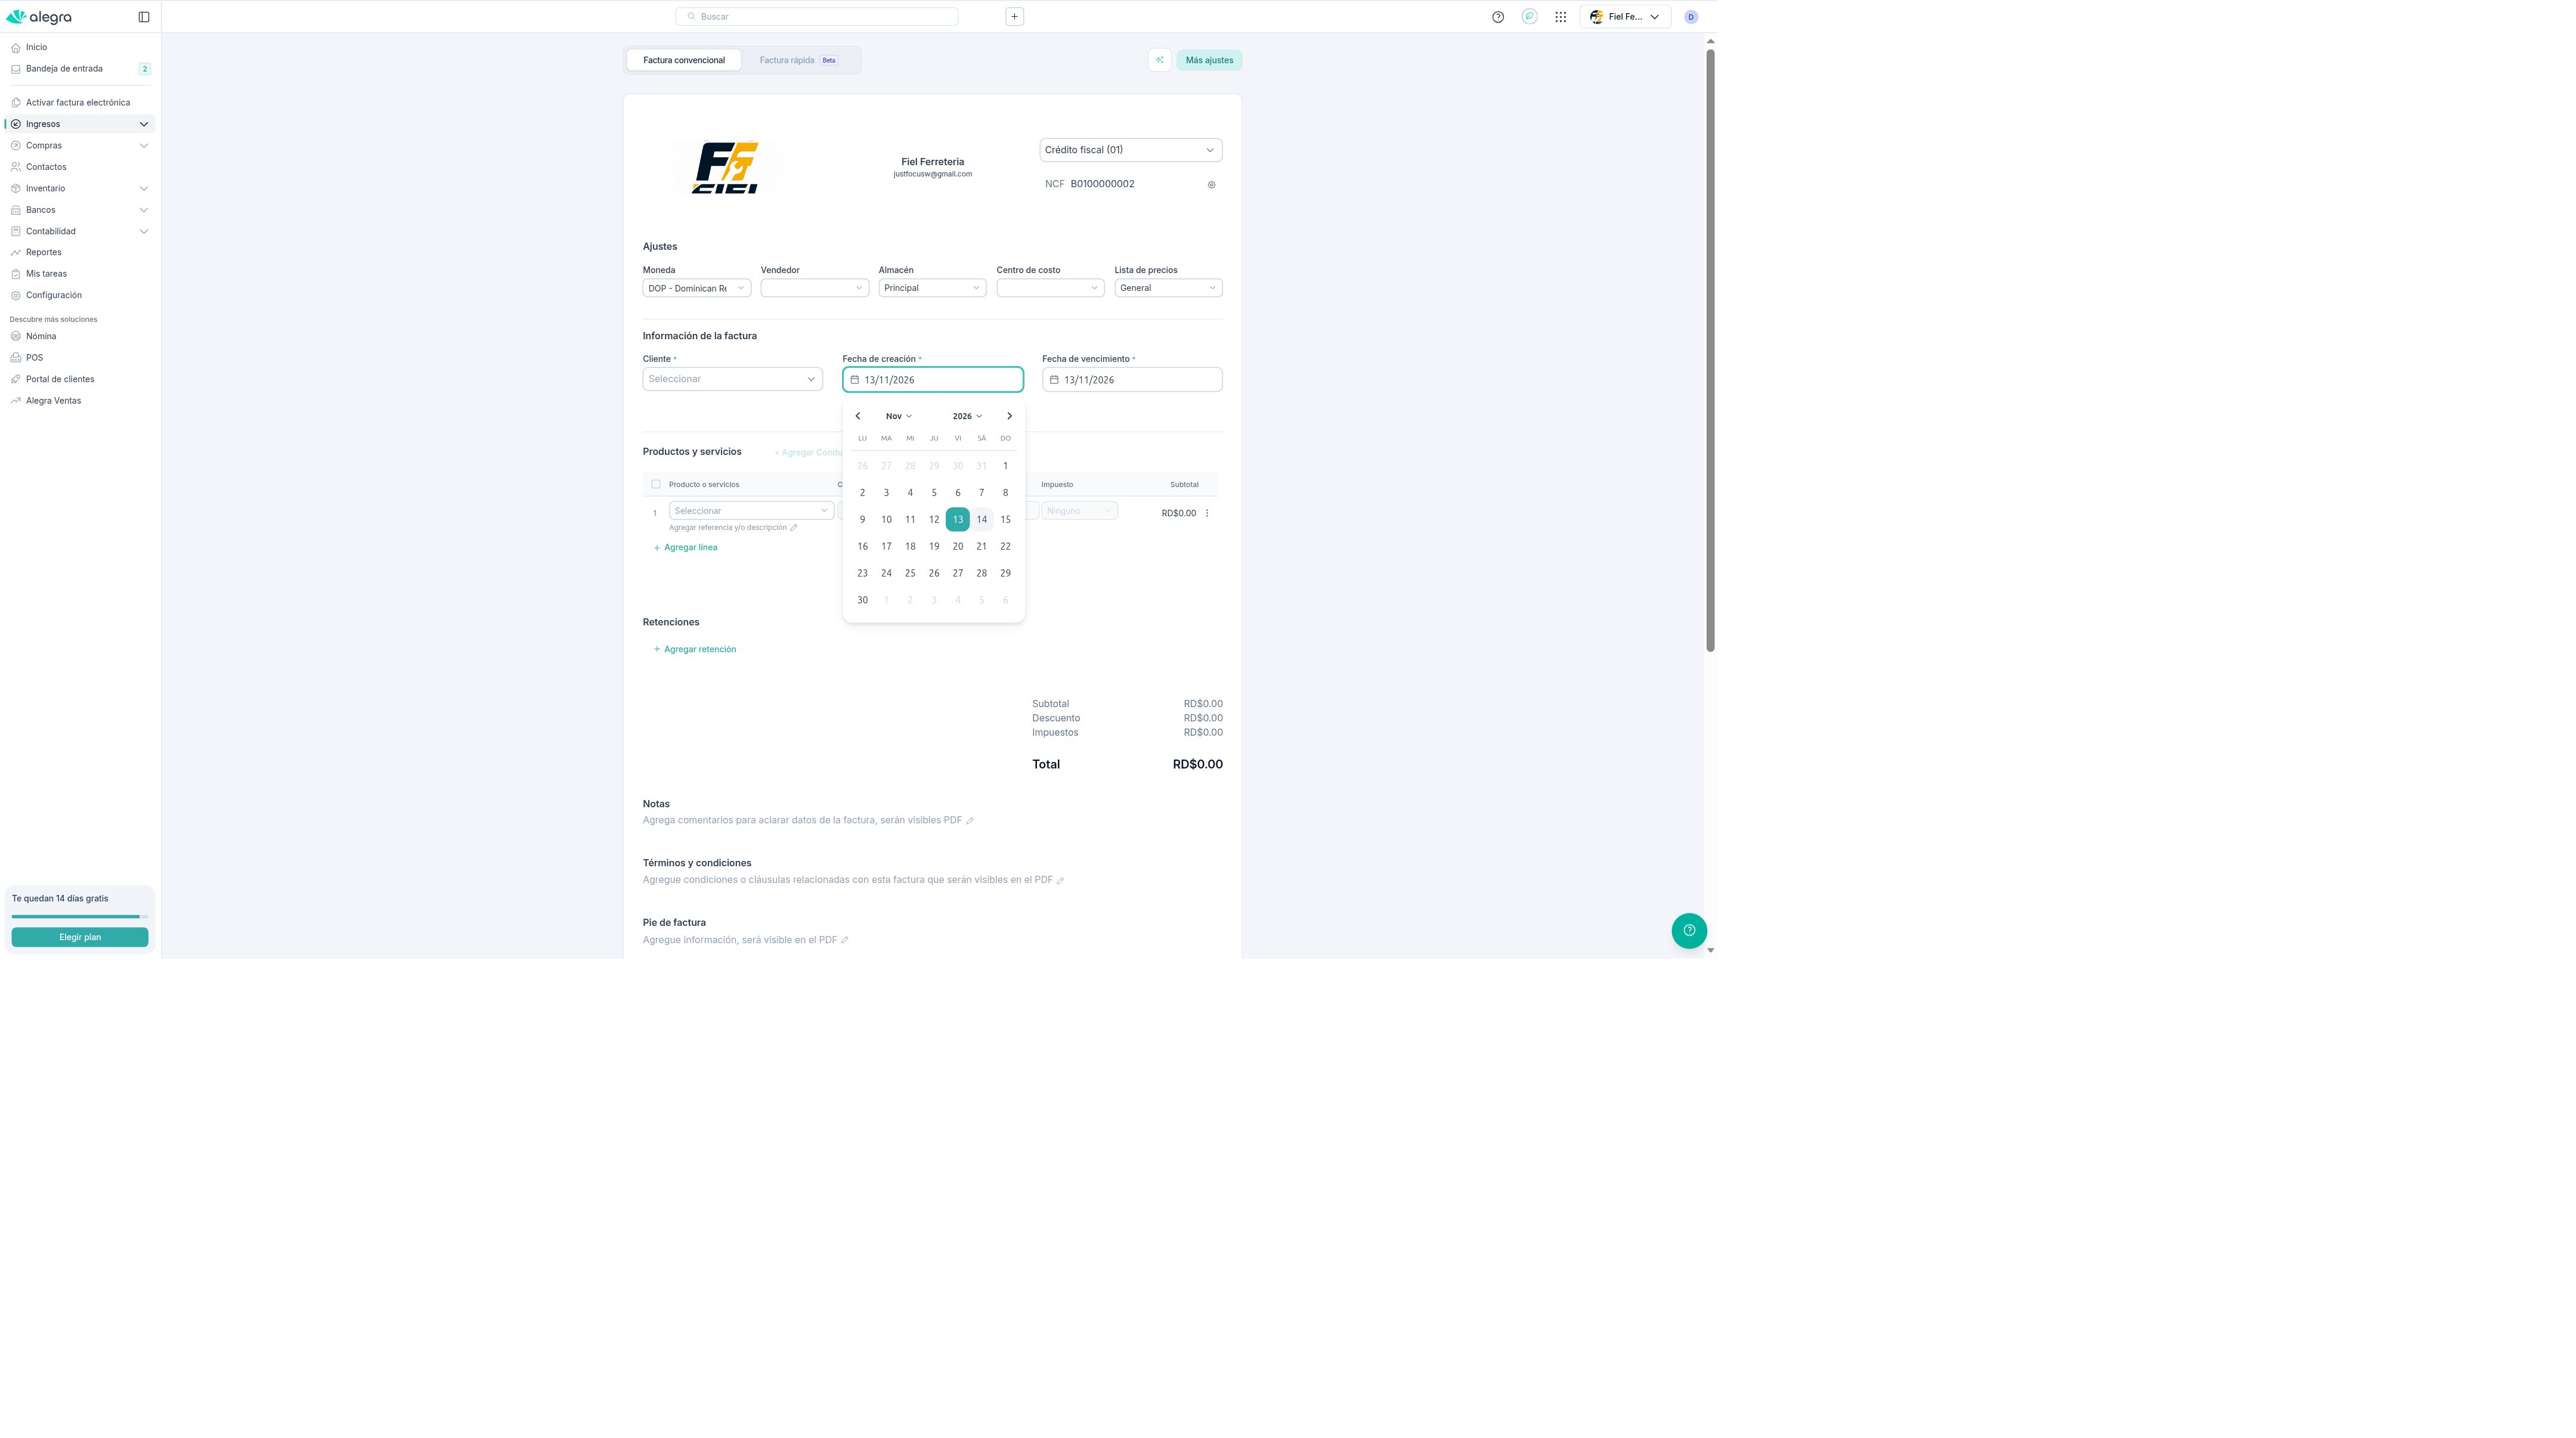 alegra
Buscar
Fiel Fe...
D
Inicio
Bandeja de entrada 2
Activar factura electrónica
Ingresos
Compras
Contactos
Inventario
Bancos
Contabilidad
Reportes
Mis tareas
Configuración
Descubre más soluciones
Nómina
POS
Portal de clientes
Alegra Ventas
Te quedan 14 días gratis
Elegir plan
Factura convencional Factura rápida Beta
Más ajustes
Fiel Ferreteria
justfocusw@gmail.com
Crédito fiscal (01)
NCF B0100000002
Ajustes
Moneda Vendedor Almacén Centro de costo Lista de precios
DOP - Dominican Re Principal General
Información de la factura
Cliente * Fecha de creación * Fecha de vencimiento *
Seleccionar 13/11/2026 13/11/2026
Nov 2026
LU MA MI JU VI SÁ DO
26 27 28 29 30 31 1
2 3 4 5 6 7 8
9 10 11 12 13 14 15
16 17 18 19 20 21 22
23 24 25 26 27 28 29
30 1 2 3 4 5 6
Productos y servicios + Agregar Condu
Producto o servicios C Impuesto Subtotal
1 Seleccionar Ninguno RD$0.00
Agregar referencia y/o descripción
+ Agregar línea
Retenciones
+ Agregar retención
Subtotal RD$0.00
Descuento RD$0.00
Impuestos RD$0.00
Total RD$0.00
Notas
Agrega comentarios para aclarar datos de la factura, serán visibles PDF
Términos y condiciones
Agregue condiciones o cláusulas relacionadas con esta factura que serán visibles en el PDF
Pie de factura
Agregue información, será visible en el PDF